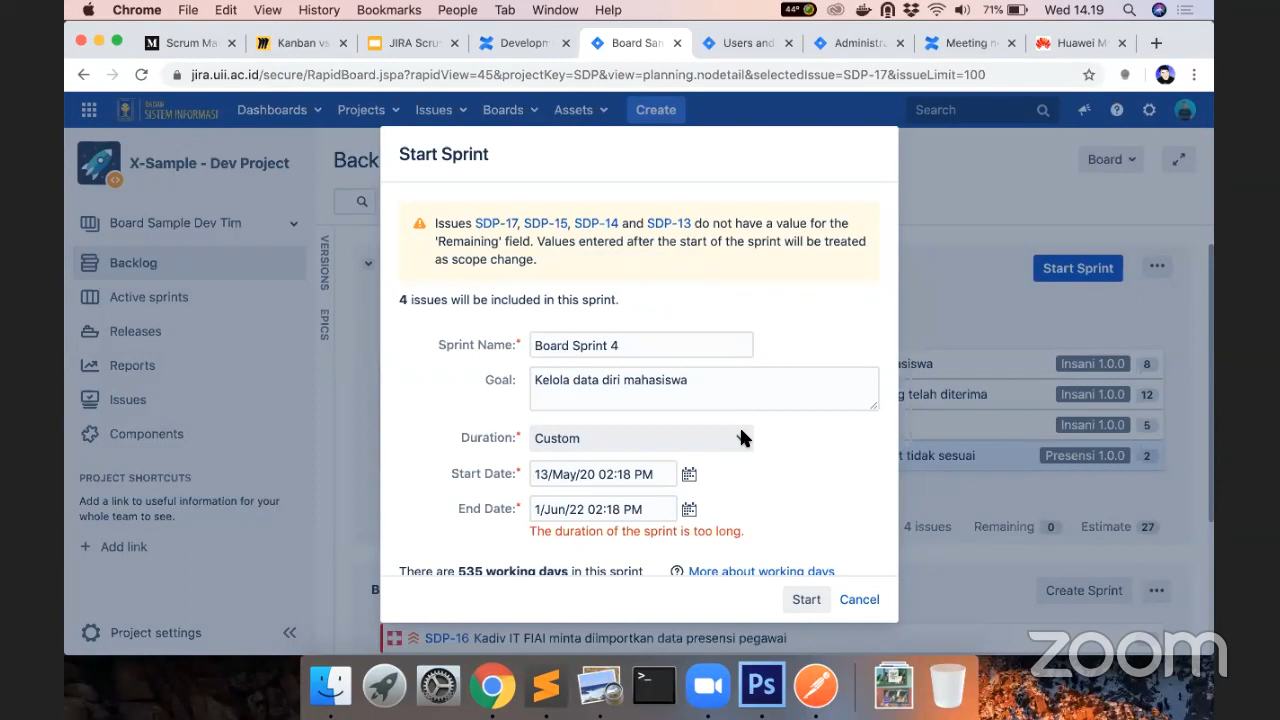 Chrome File Edit View History Bookmarks People Tab Window Help 44° 71% Wed 14.19
Scrum Ma
Kanban vs
JIRA Scru
Developm
Board San
Users and
Administra
Meeting n
Huawei M
jira.uii.ac.id/secure/RapidBoard.jspa?rapidView=45&projectKey=SDP&view=planning.nodetail&selectedIssue=SDP-17&issueLimit=100
BADAN
SISTEM INFORMASI
Dashboards Projects Issues Boards Assets Create Search
X-Sample - Dev Project
Board Sample Dev Tim
Backlog
Active sprints
Releases
Reports
Issues
Components
PROJECT SHORTCUTS
Add a link to useful information for your
whole team to see.
+ Add link
Project settings
Back
Board
VERSIONS
EPICS
Start Sprint
Start Sprint
Issues SDP-17, SDP-15, SDP-14 and SDP-13 do not have a value for the
'Remaining' field. Values entered after the start of the sprint will be treated
as scope change.
4 issues will be included in this sprint.
Sprint Name:* Board Sprint 4
Goal: Kelola data diri mahasiswa
Duration:* Custom
Start Date:* 13/May/20 02:18 PM
End Date:* 1/Jun/22 02:18 PM
The duration of the sprint is too long.
There are 535 working days in this sprint More about working days
Start Cancel
asiswa Insani 1.0.0 8
g telah diterima Insani 1.0.0 12
Insani 1.0.0 5
t tidak sesuai Presensi 1.0.0 2
4 issues Remaining 0 Estimate 27
B
Create Sprint
SDP-16 Kadiv IT FIAI minta diimportkan data presensi pegawai
zoom
Ps